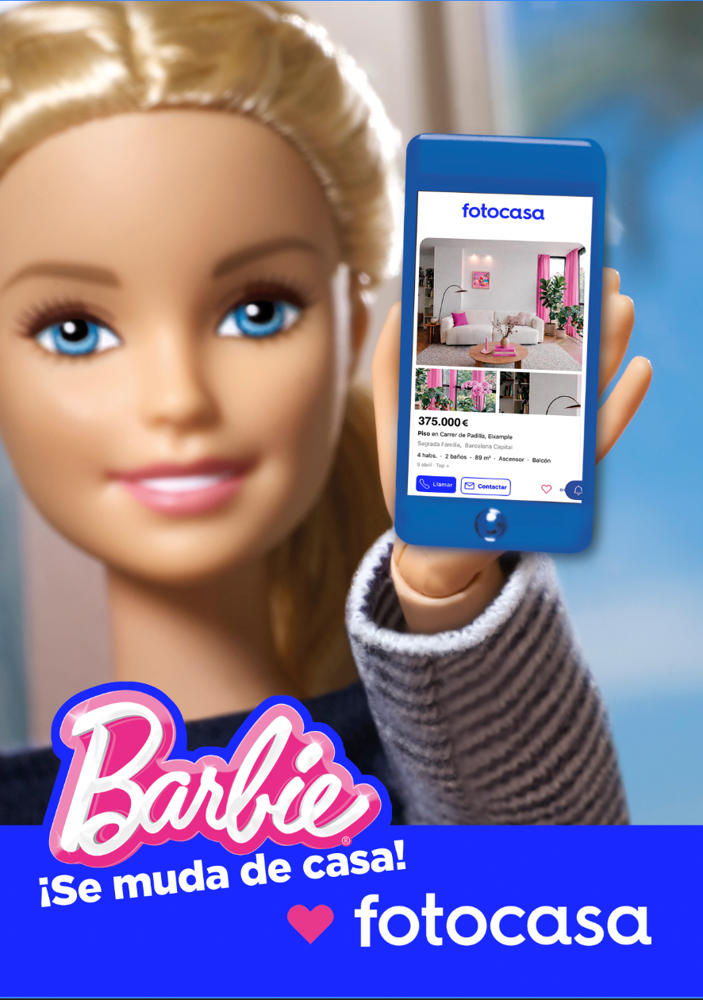 fotocasa
375.000€
Piso en Carrer de Padilla, Eixample
Sagrada Familia, Barcelona Capital
4 habs. · 2 baños · 89 m² · Ascensor · Balcón
9 abril · Top +
Llamar
Contactar
Barbie®
¡Se muda de casa!
fotocasa